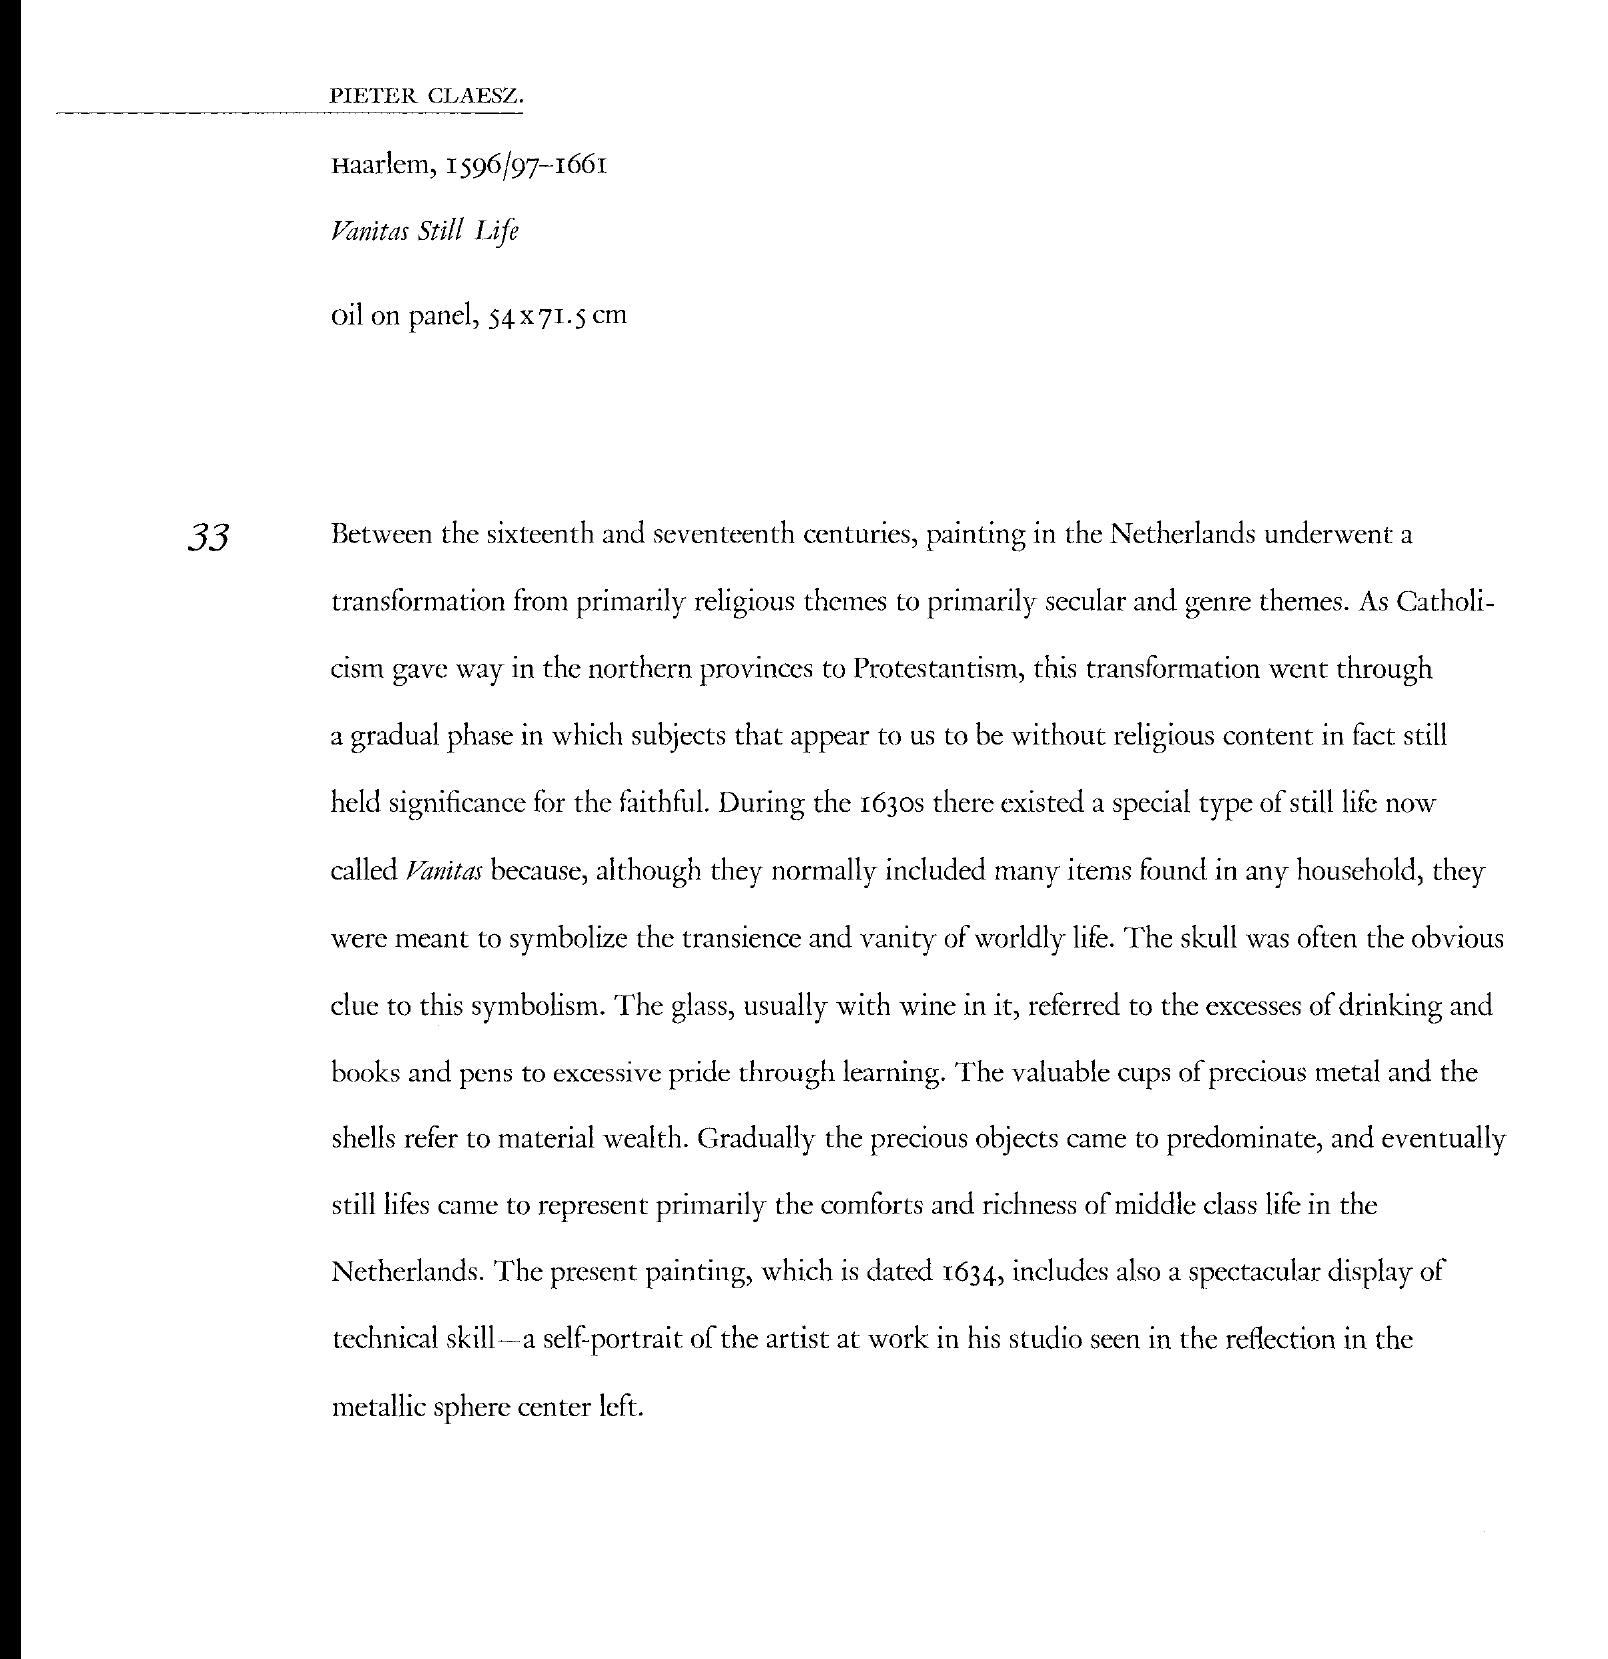 PIETER CLAESZ.
Haarlem, 1596/97–1661
Vanitas Still Life
oil on panel, 54 x 71.5 cm
33
Between the sixteenth and seventeenth centuries, painting in the Netherlands underwent a
transformation from primarily religious themes to primarily secular and genre themes. As Catholi-
cism gave way in the northern provinces to Protestantism, this transformation went through
a gradual phase in which subjects that appear to us to be without religious content in fact still
held significance for the faithful. During the 1630s there existed a special type of still life now
called Vanitas because, although they normally included many items found in any household, they
were meant to symbolize the transience and vanity of worldly life. The skull was often the obvious
clue to this symbolism. The glass, usually with wine in it, referred to the excesses of drinking and
books and pens to excessive pride through learning. The valuable cups of precious metal and the
shells refer to material wealth. Gradually the precious objects came to predominate, and eventually
still lifes came to represent primarily the comforts and richness of middle class life in the
Netherlands. The present painting, which is dated 1634, includes also a spectacular display of
technical skill—a self-portrait of the artist at work in his studio seen in the reflection in the
metallic sphere center left.